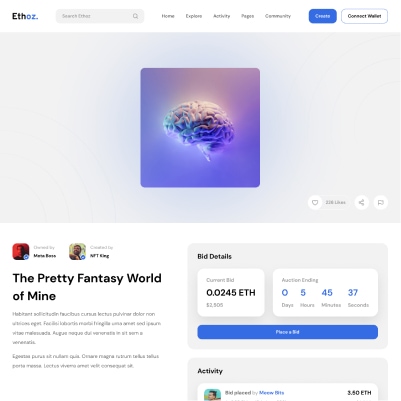 Ethoz.
Search Ethoz
Home
Explore
Activity
Pages
Community
Create
Connect Wallet
226 Likes
Owned by
Meta Boss
Created by
NFT King
The Pretty Fantasy World
of Mine
Habitant sollicitudin faucibus cursus lectus pulvinar dolor non
ultrices eget. Facilisi lobortis morbi fringilla urna amet sed ipsum
vitae malesuada. Augue neque dui venenatis in sit sem a
venenatis.
Egestas purus sit nullam quis. Ornare magna rutrum tellus tellus
porta massa. Lectus viverra amet velit consequat sit.
Bid Details
Current Bid
0.0245 ETH
Auction Ending
0 5 45 37
Days Hours Minutes Seconds
Place a Bid
Activity
Bid placed by Meow Bits
3.50 ETH